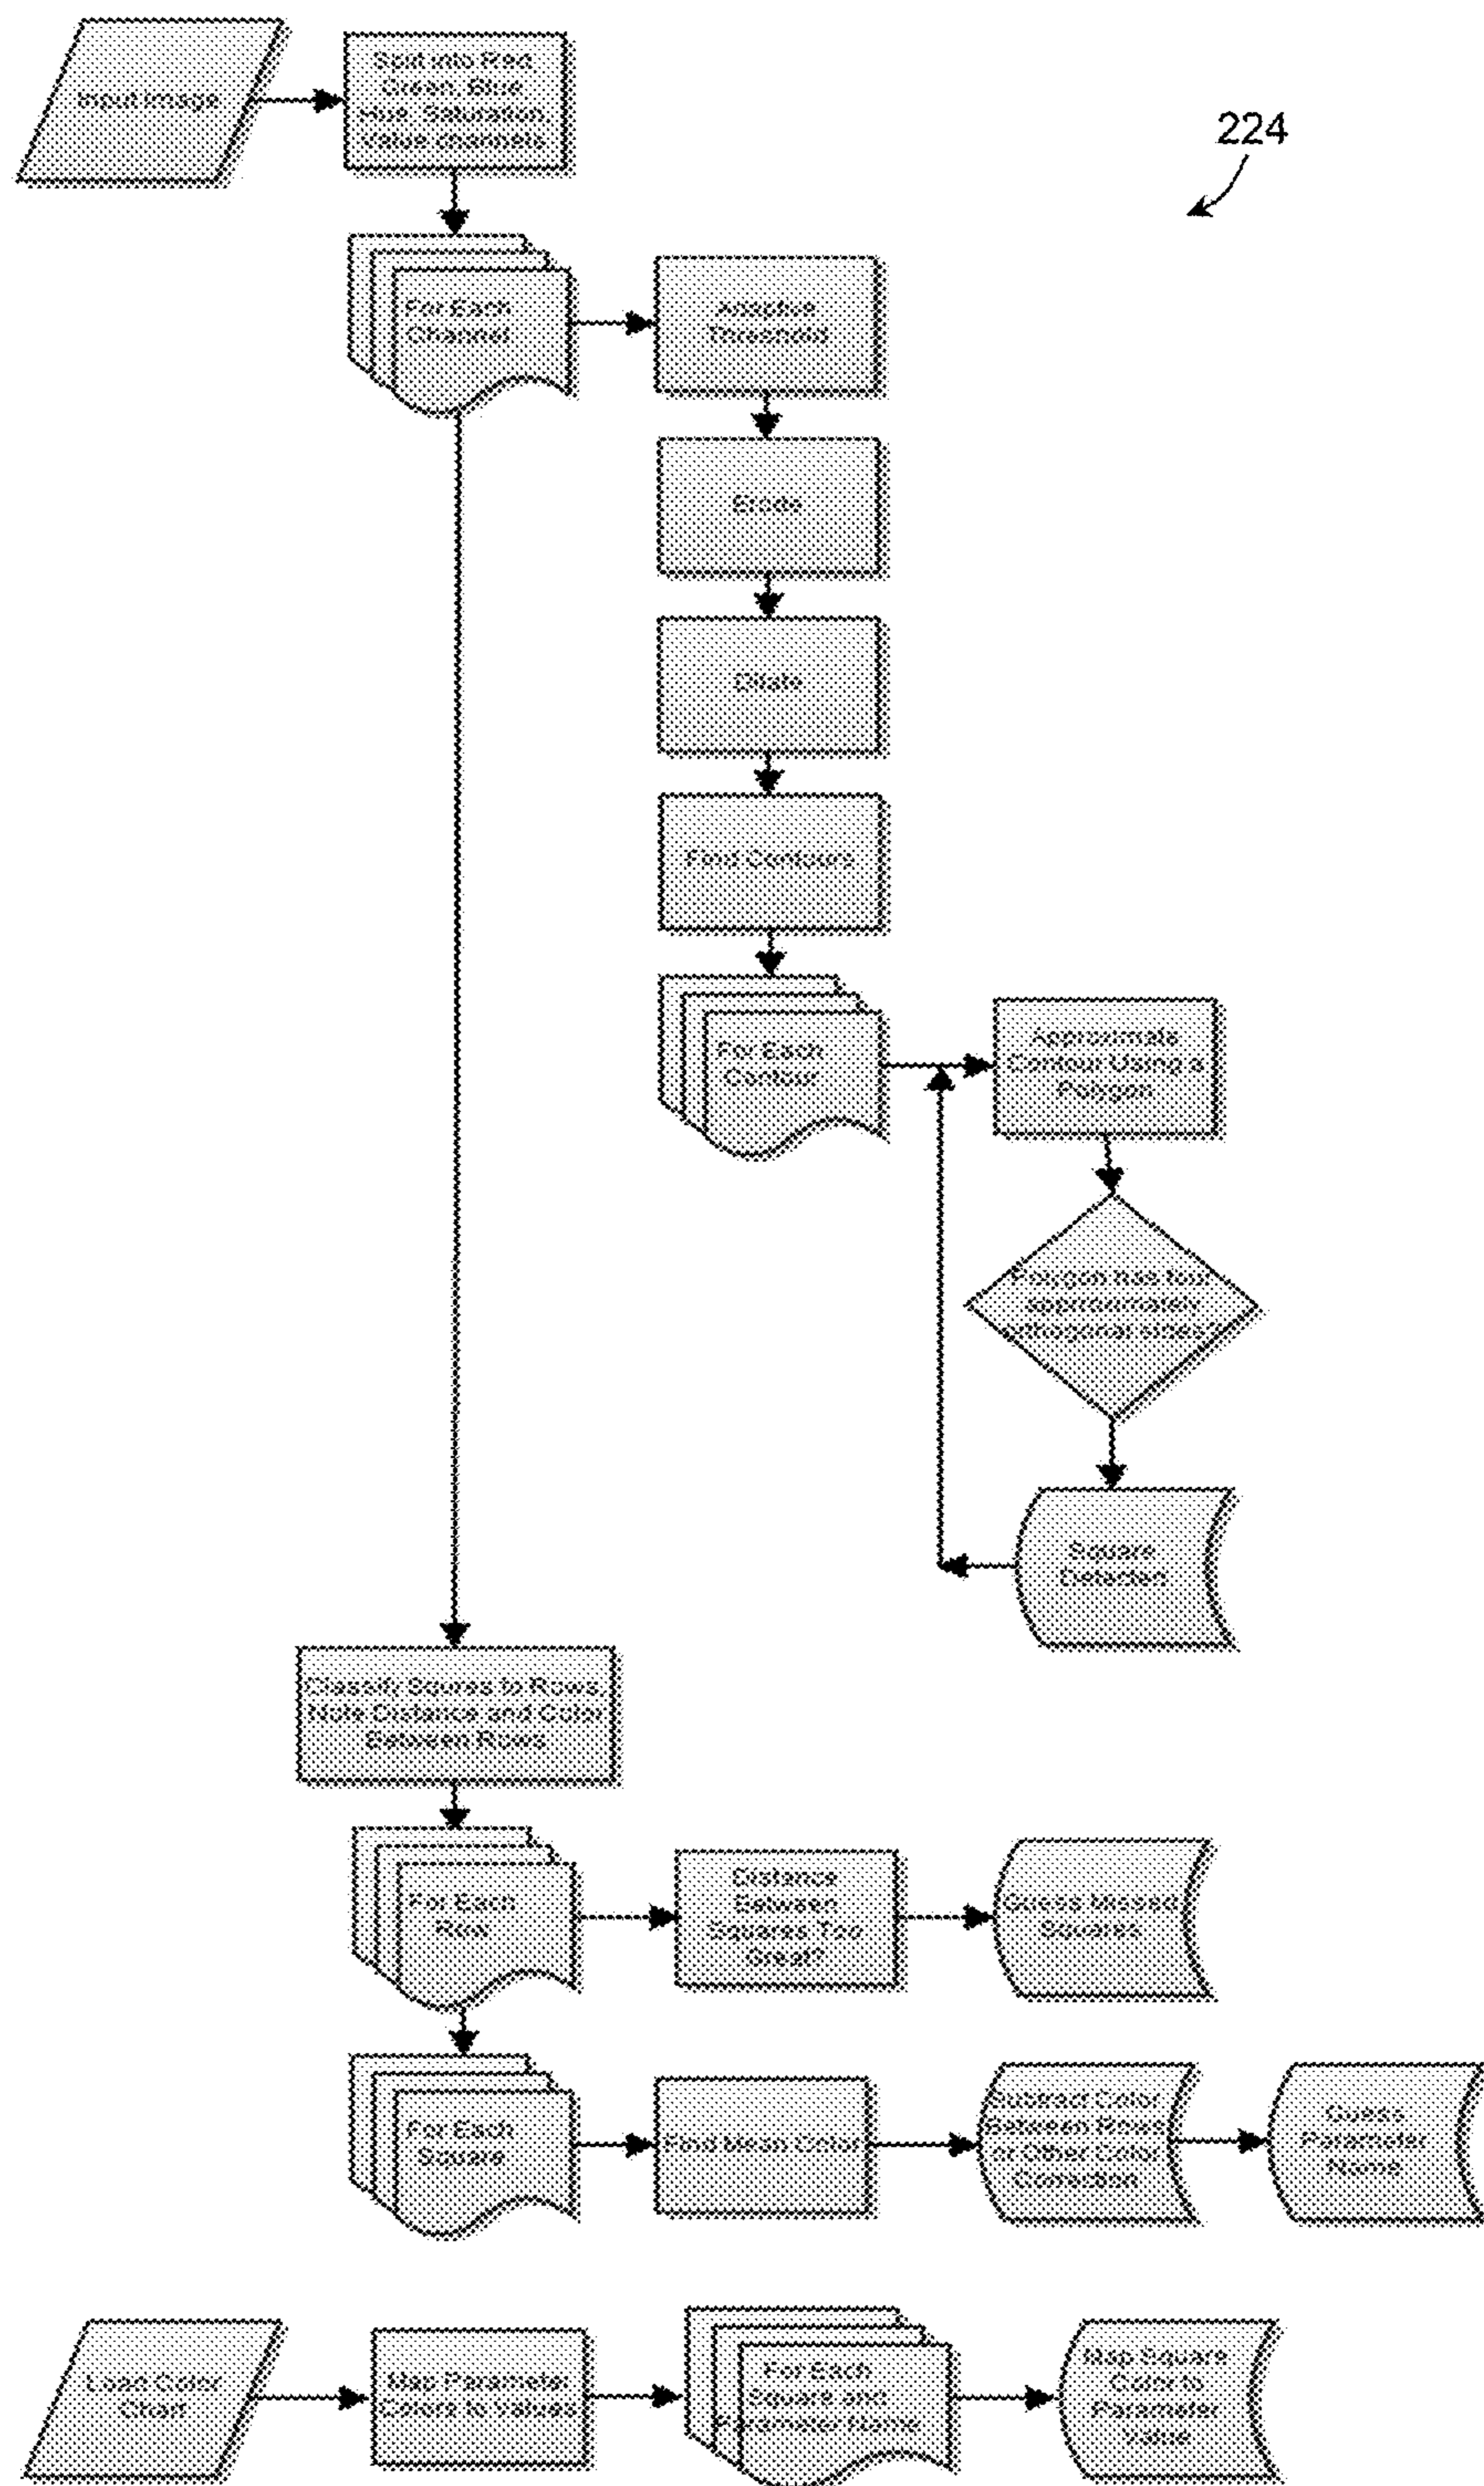 Input Image
Split into Red
Green, Blue
Hue, Saturation
Value channels
224
For Each
Channel
Adaptive
Threshold
Erode
Dilate
Find Contours
For Each
Contour
Approximate
Contour Using a
Polygon
Polygon has four
approximately
orthogonal sides?
Square
Detected
Classify Squres to Rows
Note Distance and Color
Between Rows
For Each
Row
Distance
Between
Squares Too
Great?
Guess Missed
Squares
For Each
Square
Find Mean Color
Subtract Color
Between Rows
or Other Color
Correction
Guess
Parameter
Name
Load Color
Chart
Map Parameter
Colors to Values
For Each
Square and
Parameter Name
Map Square
Color to
Parameter
Value